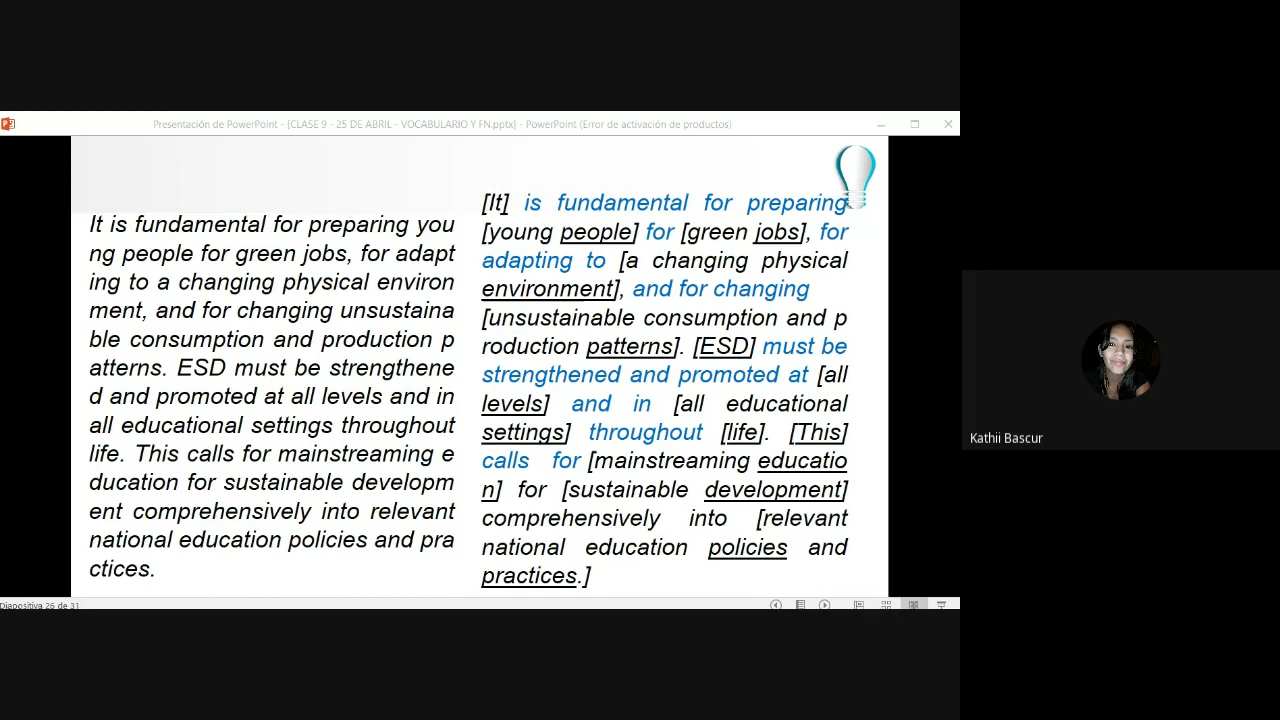 Presentación de PowerPoint - [CLASE 9 - 25 DE ABRIL - VOCABULARIO Y FN.pptx] - PowerPoint (Error de activación de productos)
It is fundamental for preparing you
ng people for green jobs, for adapt
ing to a changing physical environ
ment, and for changing unsustaina
ble consumption and production p
atterns. ESD must be strengthene
d and promoted at all levels and in
all educational settings throughout
life. This calls for mainstreaming e
ducation for sustainable developm
ent comprehensively into relevant
national education policies and pra
ctices.
[It] is fundamental for preparing
[young people] for [green jobs], for
adapting to [a changing physical
environment], and for changing
[unsustainable consumption and p
roduction patterns]. [ESD] must be
strengthened and promoted at [all
levels] and in [all educational
settings] throughout [life]. [This]
calls for [mainstreaming educatio
n] for [sustainable development]
comprehensively into [relevant
national education policies and
practices.]
Kathii Bascur
Diapositiva 26 de 31